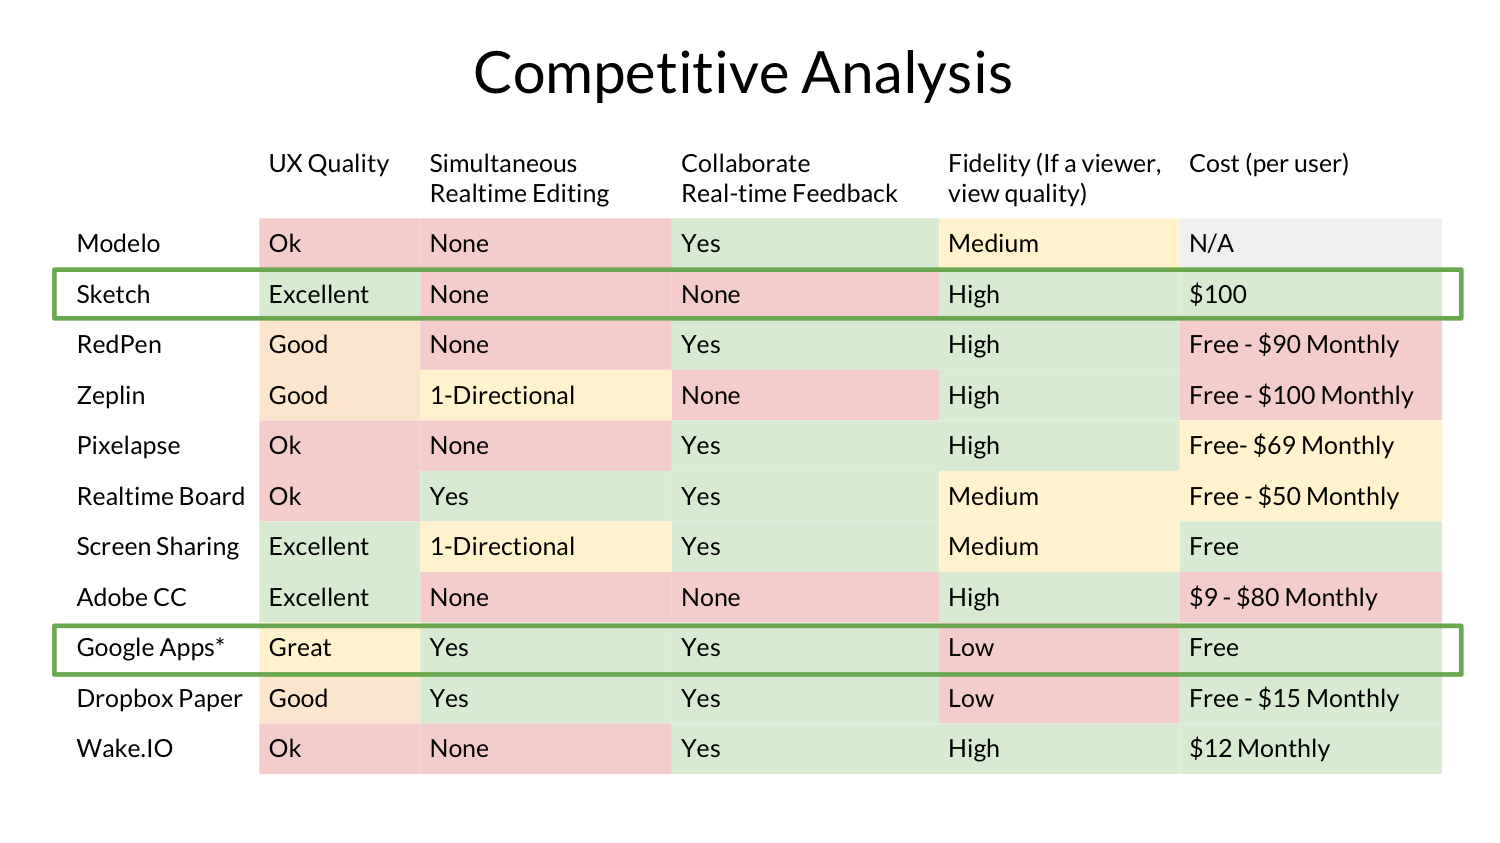 Competitive Analysis
UX Quality Simultaneous Realtime Editing Collaborate Real-time Feedback Fidelity (If a viewer, view quality) Cost (per user)
Modelo Ok None Yes Medium N/A
Sketch Excellent None None High $100
RedPen Good None Yes High Free - $90 Monthly
Zeplin Good 1-Directional None High Free - $100 Monthly
Pixelapse Ok None Yes High Free- $69 Monthly
Realtime Board Ok Yes Yes Medium Free - $50 Monthly
Screen Sharing Excellent 1-Directional Yes Medium Free
Adobe CC Excellent None None High $9 - $80 Monthly
Google Apps* Great Yes Yes Low Free
Dropbox Paper Good Yes Yes Low Free - $15 Monthly
Wake.IO Ok None Yes High $12 Monthly